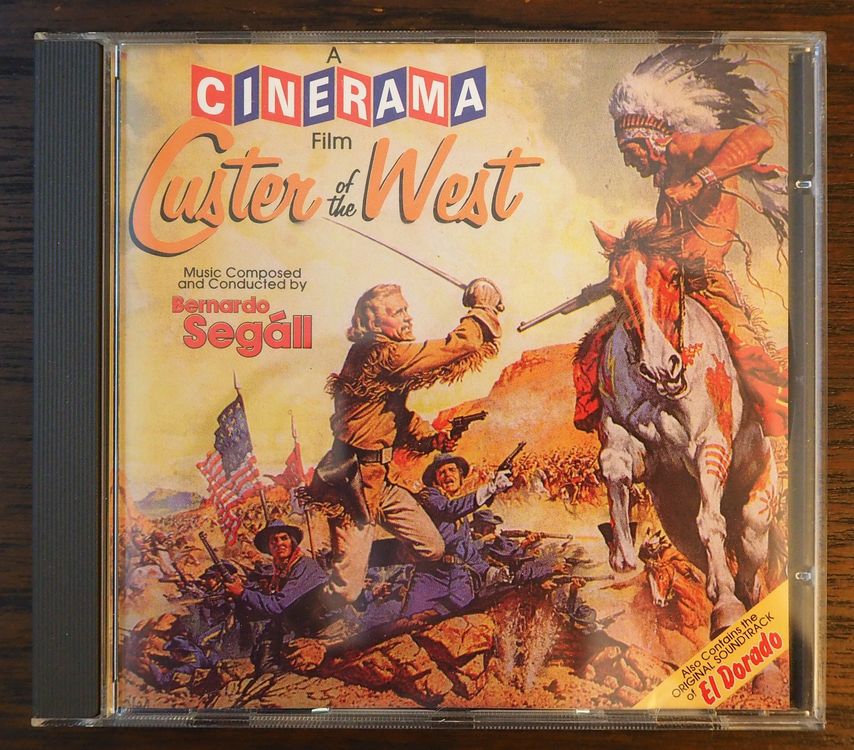 A
CINERAMA
Film
Custer of the West
Music Composed
and Conducted by
Bernardo
Segáll
Also Contains the
ORIGINAL SOUNDTRACK
of El Dorado